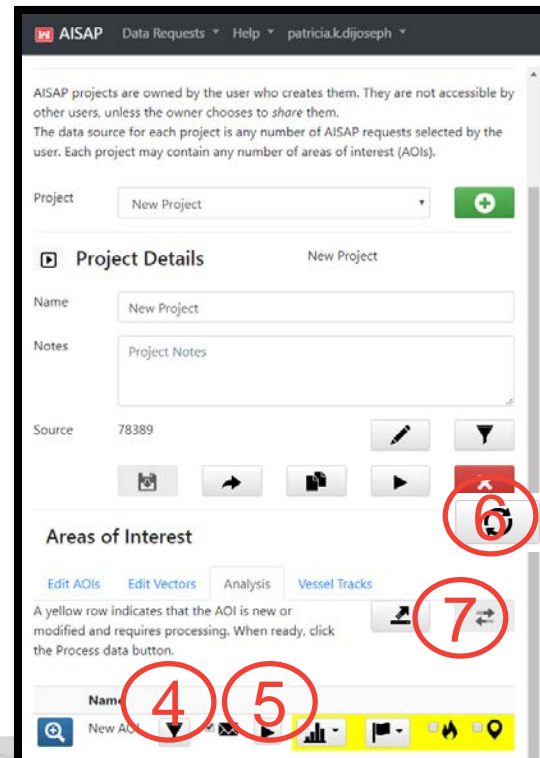 AISAP Data Requests Help patricia.k.dijoseph
AISAP projects are owned by the user who creates them. They are not accessible by
other users, unless the owner chooses to share them.
The data source for each project is any number of AISAP requests selected by the
user. Each project may contain any number of areas of interest (AOIs).
Project New Project
Project Details New Project
Name New Project
Notes Project Notes
Source 78389
6
Areas of Interest
Edit AOIs Edit Vectors Analysis Vessel Tracks
A yellow row indicates that the AOI is new or
modified and requires processing. When ready, click
the Process data button.
7
Name
4 5
New AOI